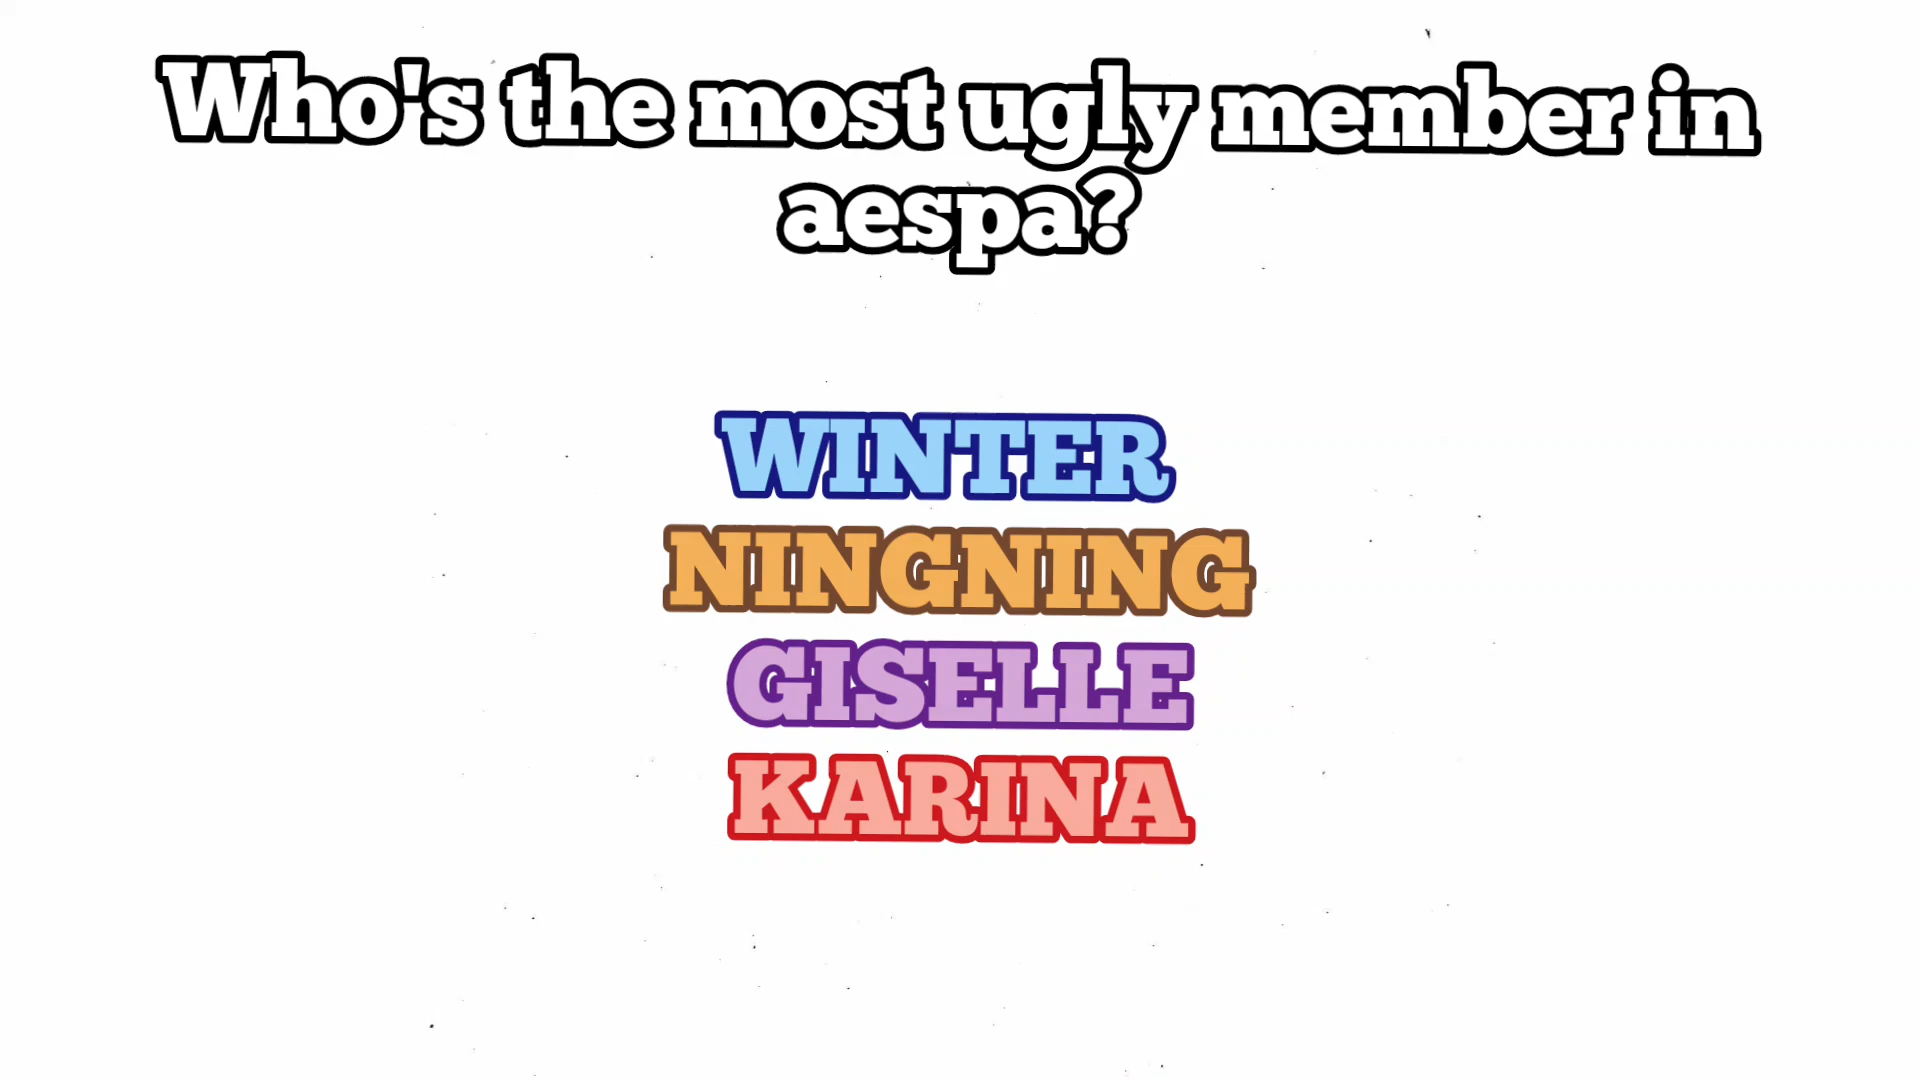 Who's the most ugly member in
aespa?
WINTER
NINGNING
GISELLE
KARINA